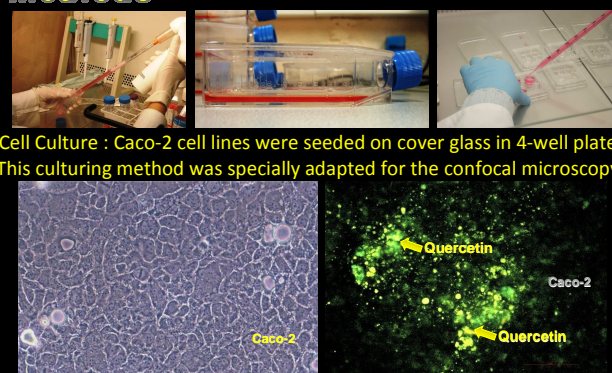 Cell Culture : Caco-2 cell lines were seeded on cover glass in 4-well plate
This culturing method was specially adapted for the confocal microscopy
Quercetin
Caco-2
Caco-2
Quercetin